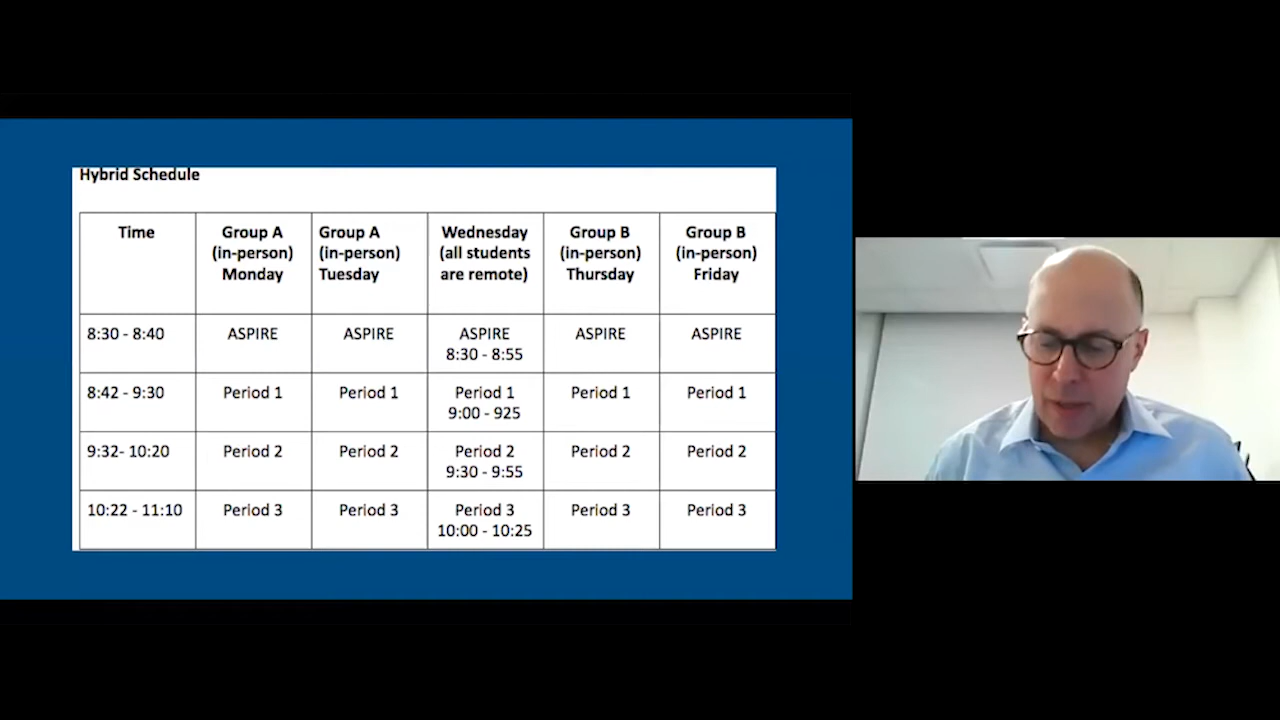 Hybrid Schedule
Time
Group A
(in-person)
Monday
Group A
(in-person)
Tuesday
Wednesday
(all students
are remote)
Group B
(in-person)
Thursday
Group B
(in-person)
Friday
8:30 - 8:40
ASPIRE
ASPIRE
ASPIRE
8:30 - 8:55
ASPIRE
ASPIRE
8:42 - 9:30
Period 1
Period 1
Period 1
9:00 - 925
Period 1
Period 1
9:32- 10:20
Period 2
Period 2
Period 2
9:30 - 9:55
Period 2
Period 2
10:22 - 11:10
Period 3
Period 3
Period 3
10:00 - 10:25
Period 3
Period 3